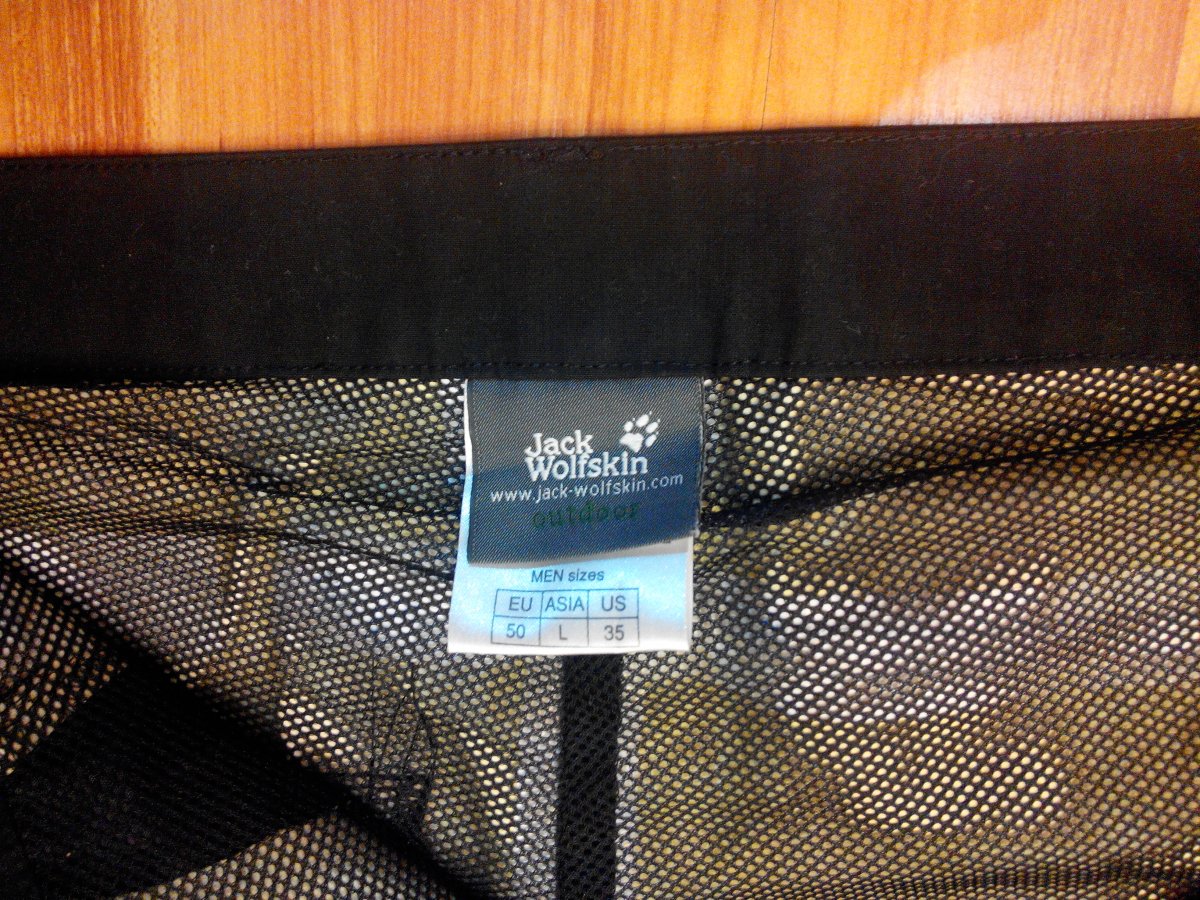 Jack
Wolfskin
www.jack-wolfskin.com
outdoor
MEN sizes
EU ASIA US
50 L 35